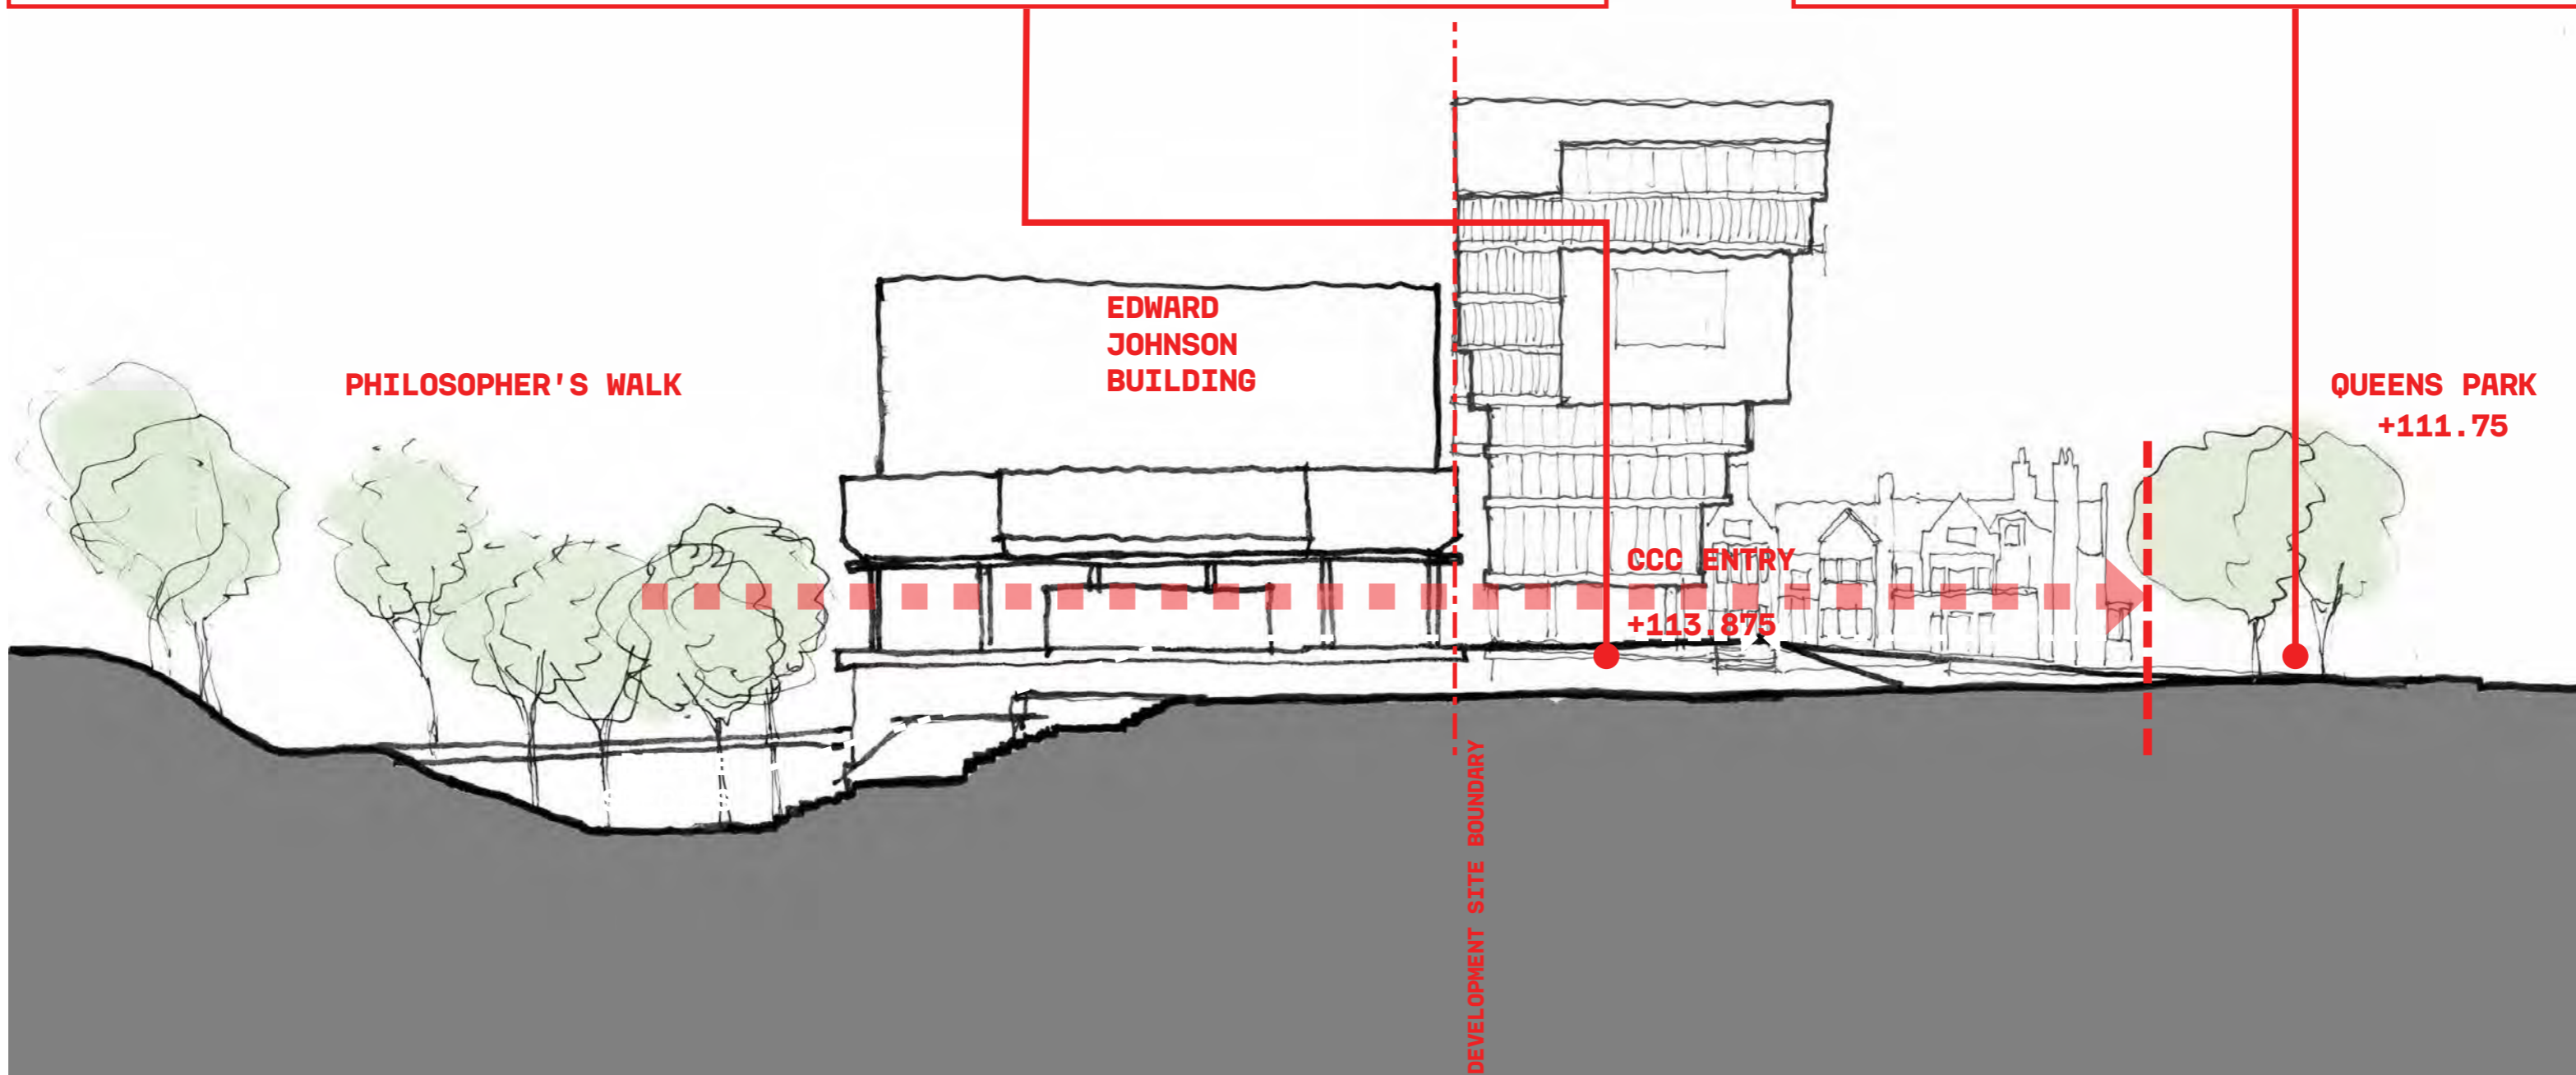 PHILOSOPHER'S WALK
EDWARD
JOHNSON
BUILDING
CCC ENTRY
+113.875
QUEENS PARK
+111.75
DEVELOPMENT SITE BOUNDARY